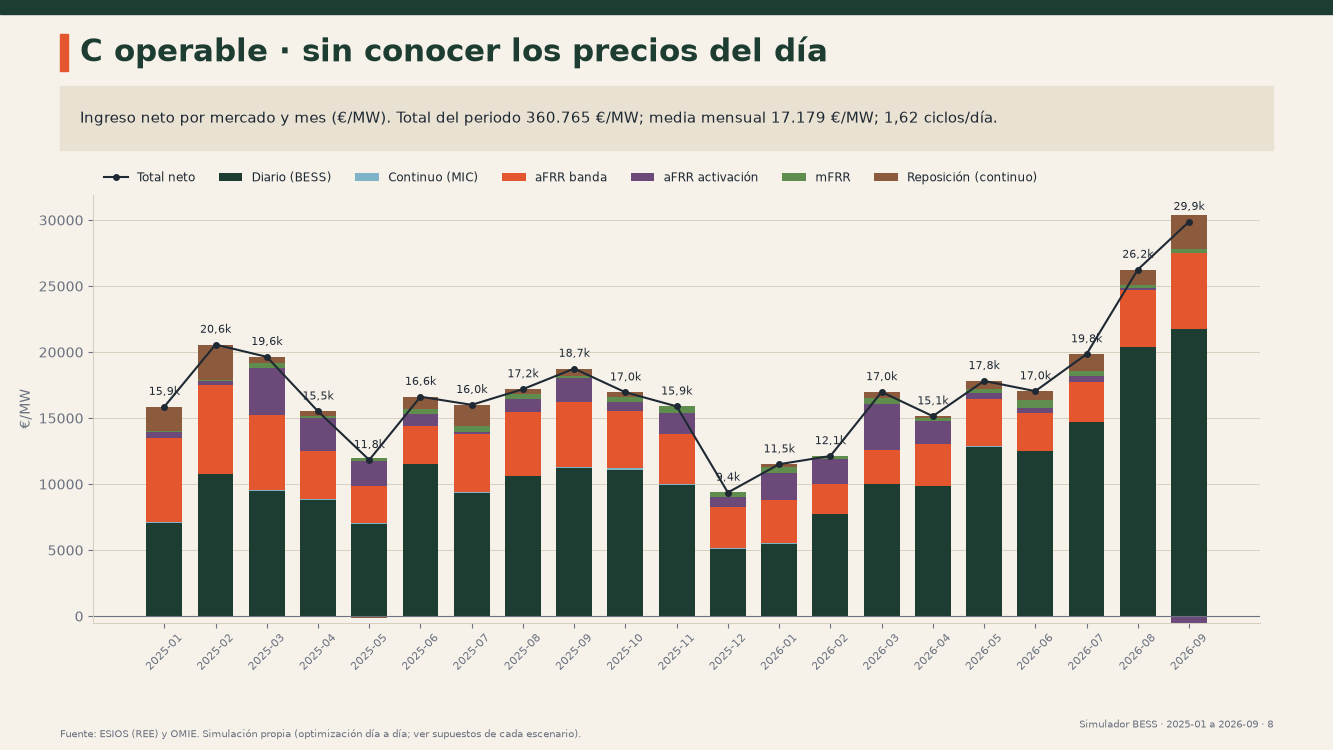 C operable · sin conocer los precios del día
Ingreso neto por mercado y mes (€/MW). Total del periodo 360.765 €/MW; media mensual 17.179 €/MW; 1,62 ciclos/día.
Total neto Diario (BESS) Continuo (MIC) aFRR banda aFRR activación mFRR Reposición (continuo)
€/MW
30000
25000
20000
15000
10000
5000
0
15,9k 20,6k 19,6k 15,5k 11,8k 16,6k 16,0k 17,2k 18,7k 17,0k 15,9k 9,4k 11,5k 12,1k 17,0k 15,1k 17,8k 17,0k 19,8k 26,2k 29,9k
2025-01 2025-02 2025-03 2025-04 2025-05 2025-06 2025-07 2025-08 2025-09 2025-10 2025-11 2025-12 2026-01 2026-02 2026-03 2026-04 2026-05 2026-06 2026-07 2026-08 2026-09
Simulador BESS · 2025-01 a 2026-09 · 8
Fuente: ESIOS (REE) y OMIE. Simulación propia (optimización día a día; ver supuestos de cada escenario).